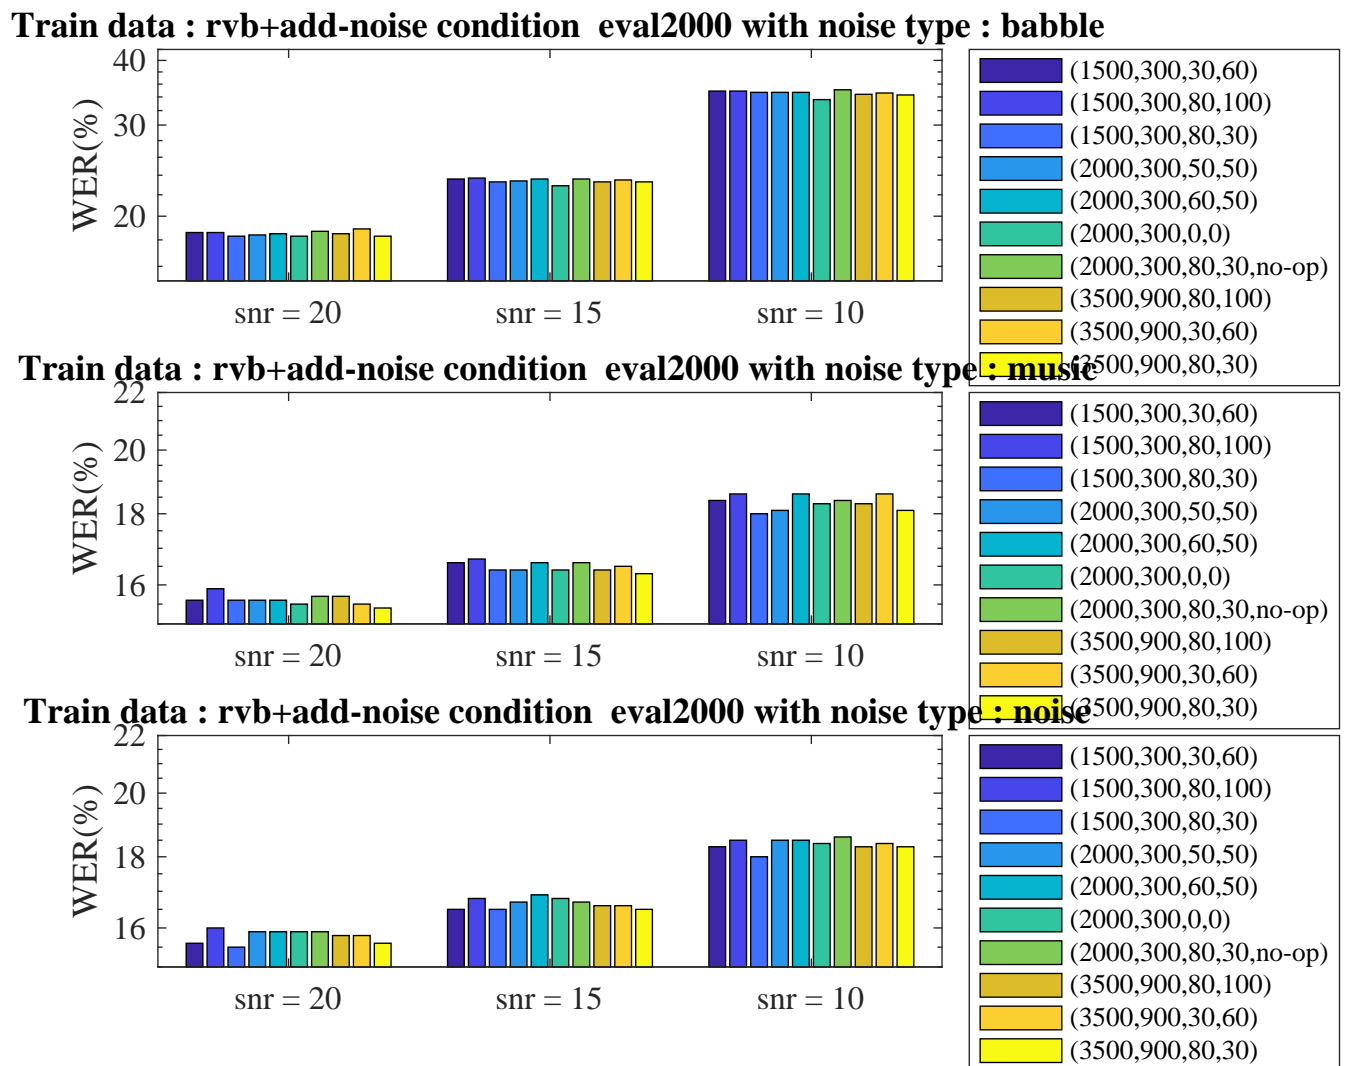 Train data : rvb+add-noise condition  eval2000 with noise type : babble
40
30
20
WER(%)
snr = 20
snr = 15
snr = 10
(1500,300,30,60)
(1500,300,80,100)
(1500,300,80,30)
(2000,300,50,50)
(2000,300,60,50)
(2000,300,0,0)
(2000,300,80,30,no-op)
(3500,900,80,100)
(3500,900,30,60)
(3500,900,80,30)
Train data : rvb+add-noise condition  eval2000 with noise type : music
22
20
18
16
WER(%)
snr = 20
snr = 15
snr = 10
(1500,300,30,60)
(1500,300,80,100)
(1500,300,80,30)
(2000,300,50,50)
(2000,300,60,50)
(2000,300,0,0)
(2000,300,80,30,no-op)
(3500,900,80,100)
(3500,900,30,60)
(3500,900,80,30)
Train data : rvb+add-noise condition  eval2000 with noise type : noise
22
20
18
16
WER(%)
snr = 20
snr = 15
snr = 10
(1500,300,30,60)
(1500,300,80,100)
(1500,300,80,30)
(2000,300,50,50)
(2000,300,60,50)
(2000,300,0,0)
(2000,300,80,30,no-op)
(3500,900,80,100)
(3500,900,30,60)
(3500,900,80,30)